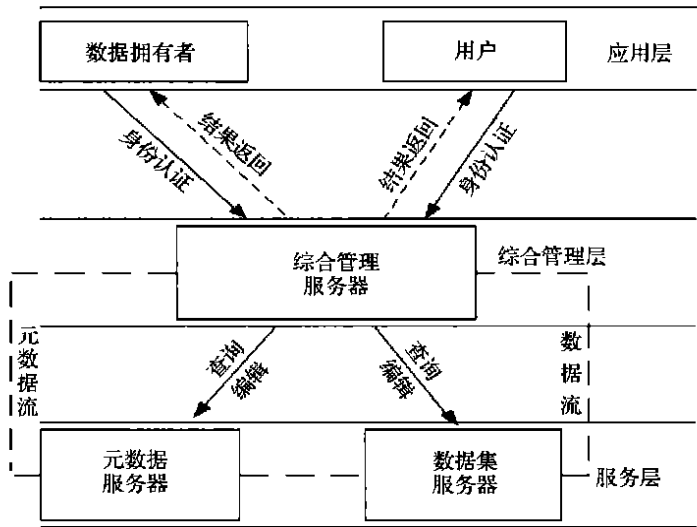 数据拥有者
用户
应用层
身份认证
结果返回
结果返回
身份认证
综合管理
服务器
综合管理层
元数据流
查询
编辑
查询
编辑
数据流
元数据
服务器
数据集
服务器
服务层